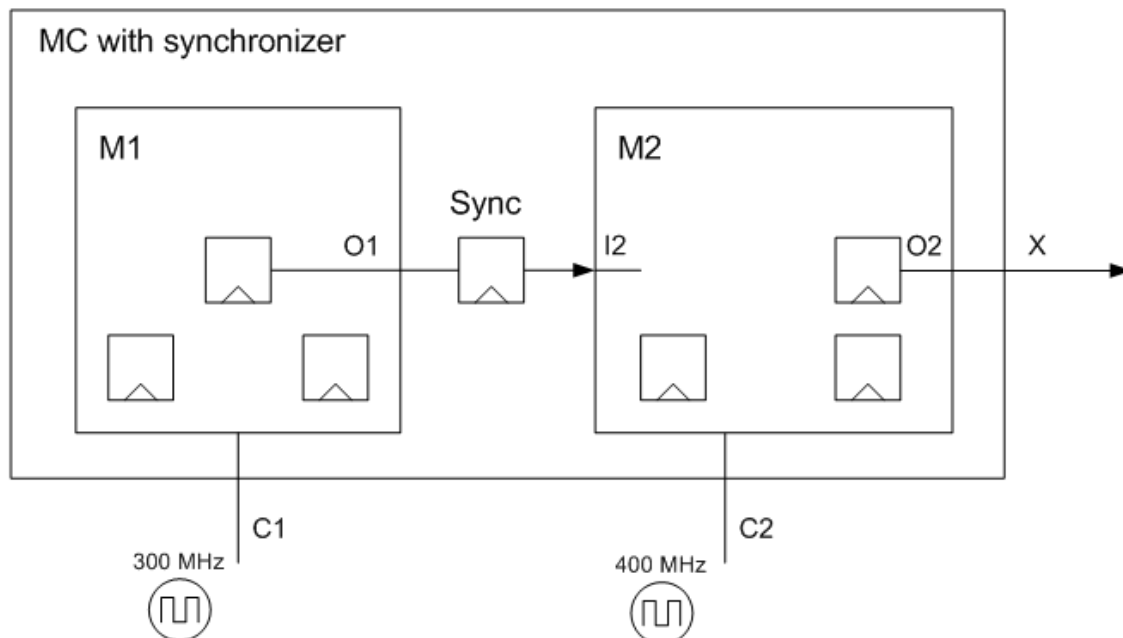 MC with synchronizer
M1
M2
Sync
O1
I2
O2
X
C1
C2
300 MHz
400 MHz